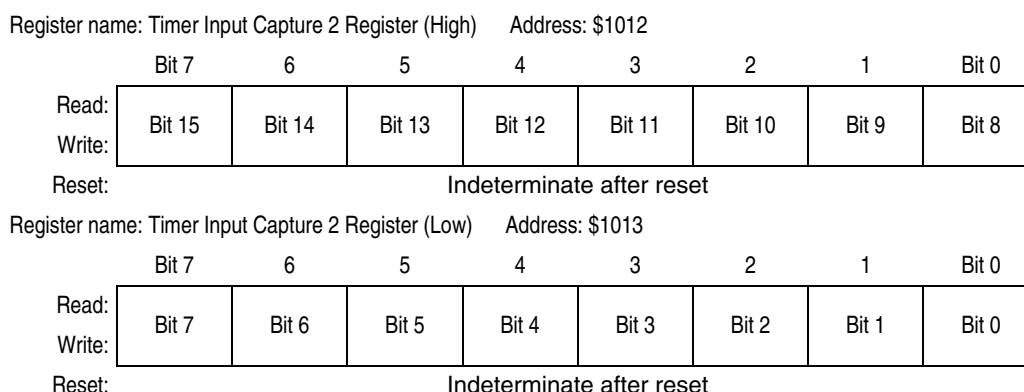 Register name: Timer Input Capture 2 Register (High) Address: $1012
Bit 7 6 5 4 3 2 1 Bit 0
Read:
Bit 15 Bit 14 Bit 13 Bit 12 Bit 11 Bit 10 Bit 9 Bit 8
Write:
Reset: Indeterminate after reset
Register name: Timer Input Capture 2 Register (Low) Address: $1013
Bit 7 6 5 4 3 2 1 Bit 0
Read:
Bit 7 Bit 6 Bit 5 Bit 4 Bit 3 Bit 2 Bit 1 Bit 0
Write:
Reset: Indeterminate after reset